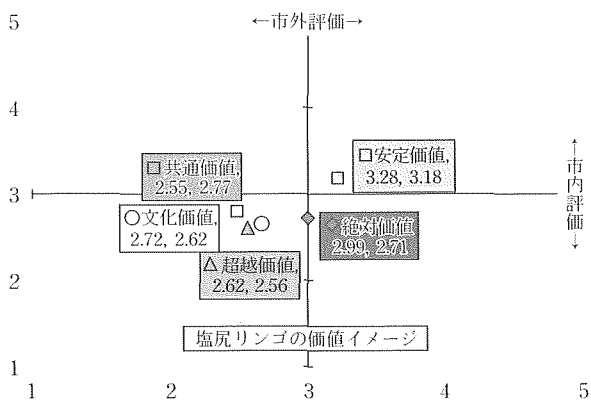 5
←市外評価→
4
□安定価値,
3.28, 3.18
□共通価値,
2.55, 2.77
←市内評価→
3
○文化価値,
2.72, 2.62
◇絶対価値
2.99, 2.71
△超越価値,
2.62, 2.56
2
塩尻リンゴの価値イメージ
1
1 2 3 4 5